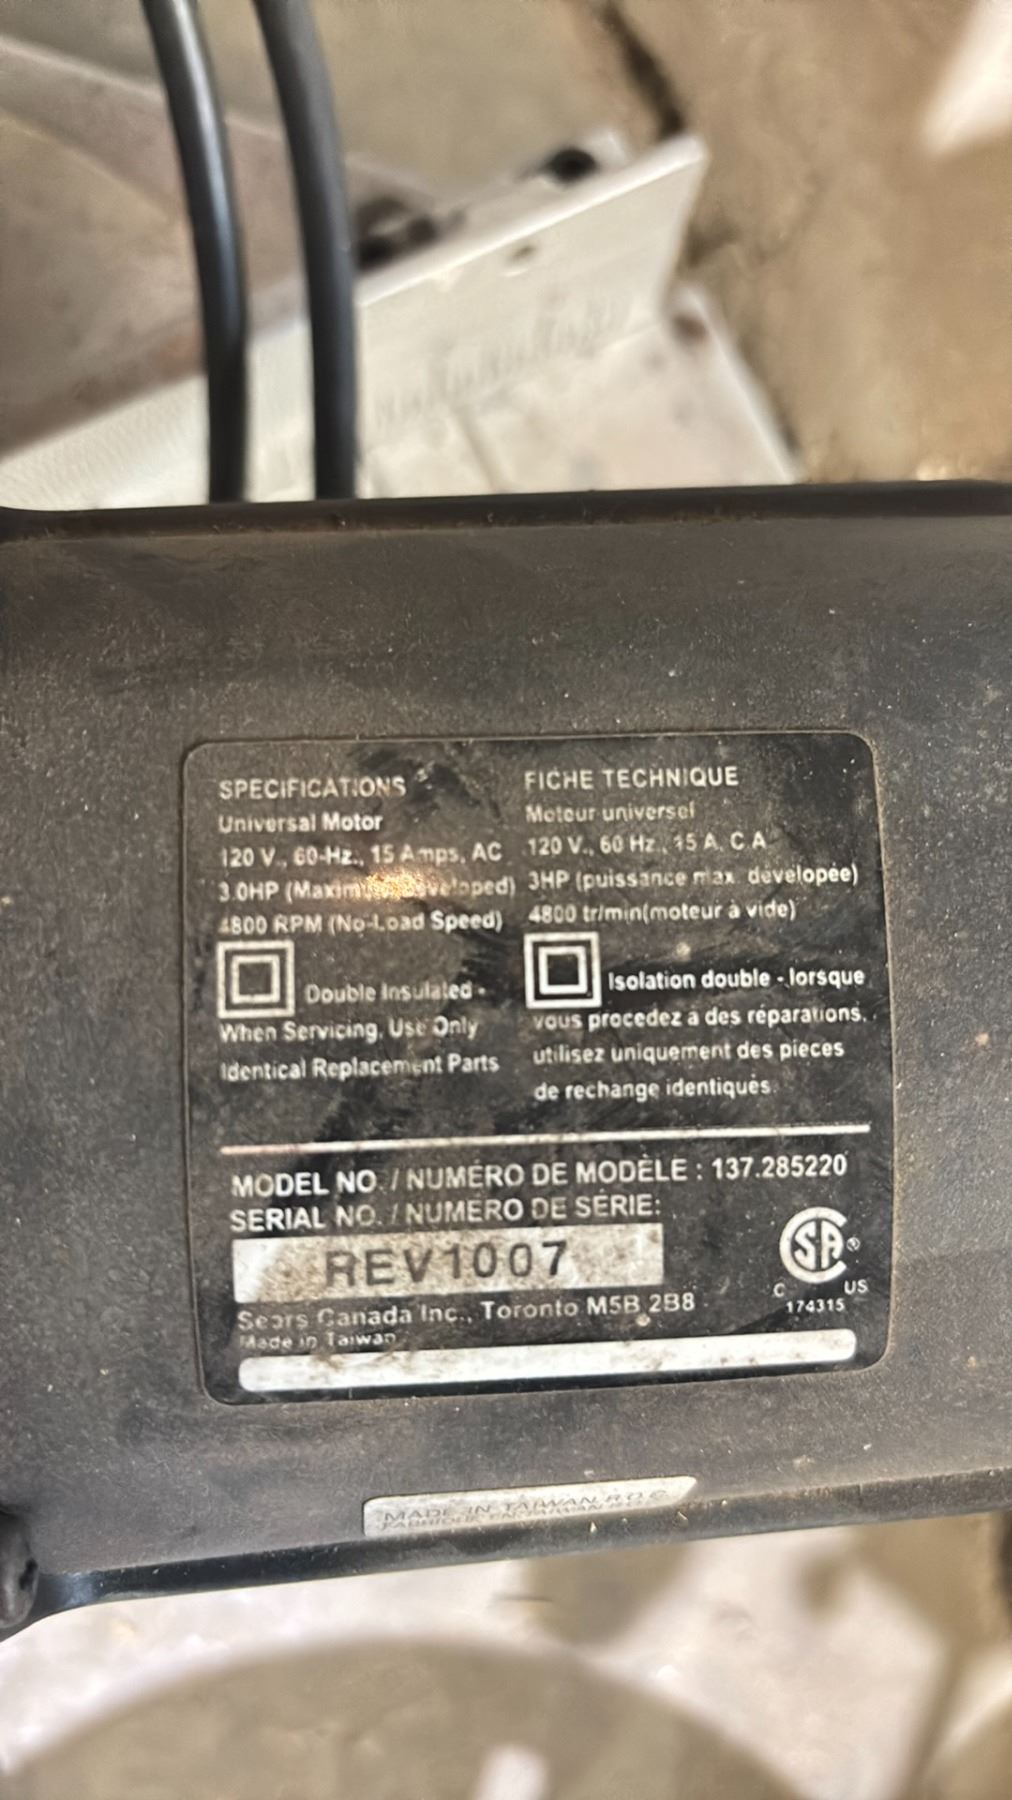 SPECIFICATIONS
Universal Motor
120 V., 60-Hz., 15 Amps, AC
3.0HP (Maximum Developed)
4800 RPM (No-Load Speed)
Double Insulated -
When Servicing, Use Only
Identical Replacement Parts
FICHE TECHNIQUE
Moteur universel
120 V., 60 Hz., 15 A, C.A
3HP (puissance max. dévelopée)
4800 tr/min(moteur à vide)
Isolation double - lorsque
vous procedez à des réparations,
utilisez uniquement des pieces
de rechange identiqués.
MODEL NO. / NUMÉRO DE MODÈLE : 137.285220
SERIAL NO. / NUMÉRO DE SÉRIE:
REV1007
Sears Canada Inc., Toronto M5B 2B8
Made in Taiwan
CSA®
C US
174315
MADE IN TAIWAN R.O.C.